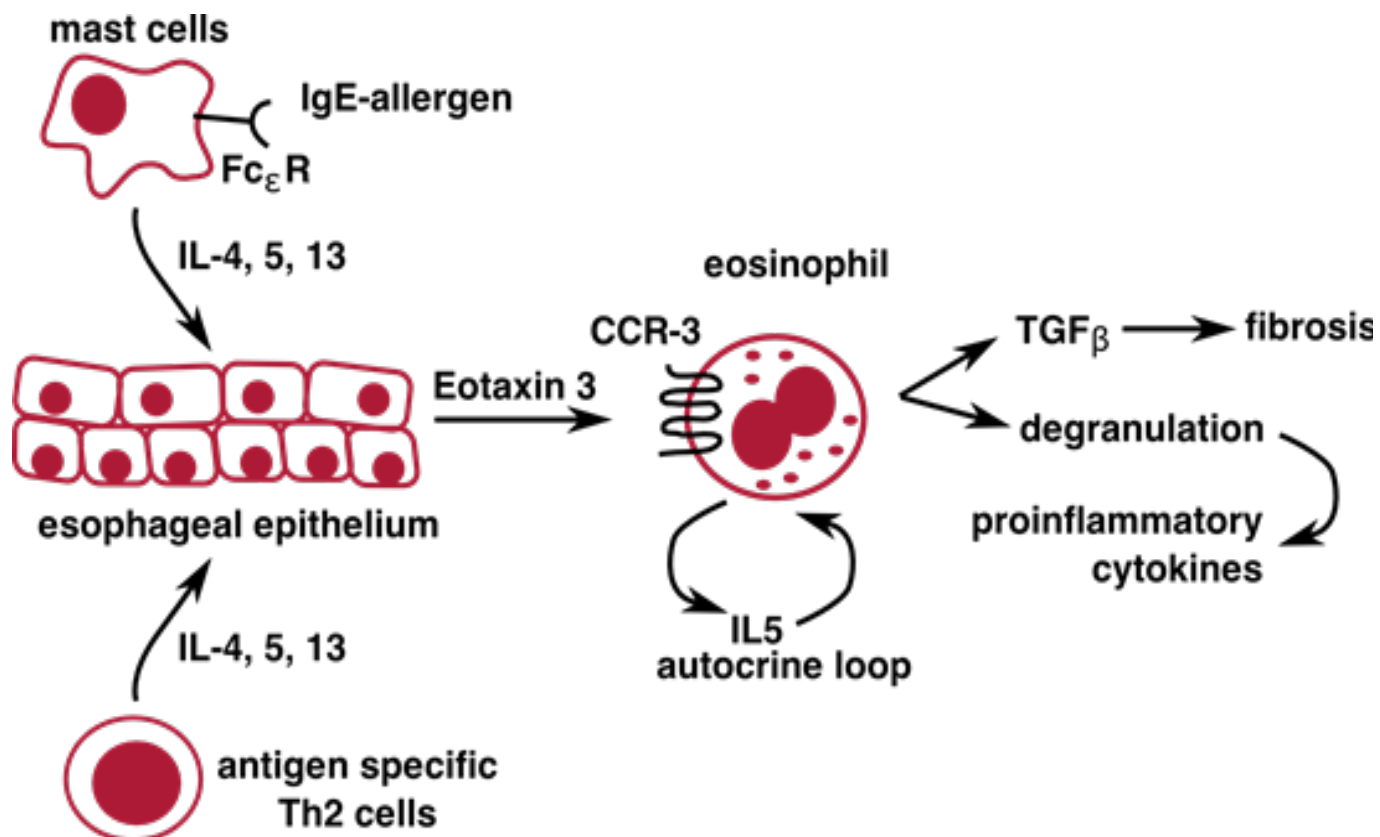 mast cells
IgE-allergen
FcεR
IL-4, 5, 13
eosinophil
CCR-3
TGFβ
fibrosis
Eotaxin 3
degranulation
esophageal epithelium
proinflammatory
cytokines
IL5
autocrine loop
IL-4, 5, 13
antigen specific
Th2 cells